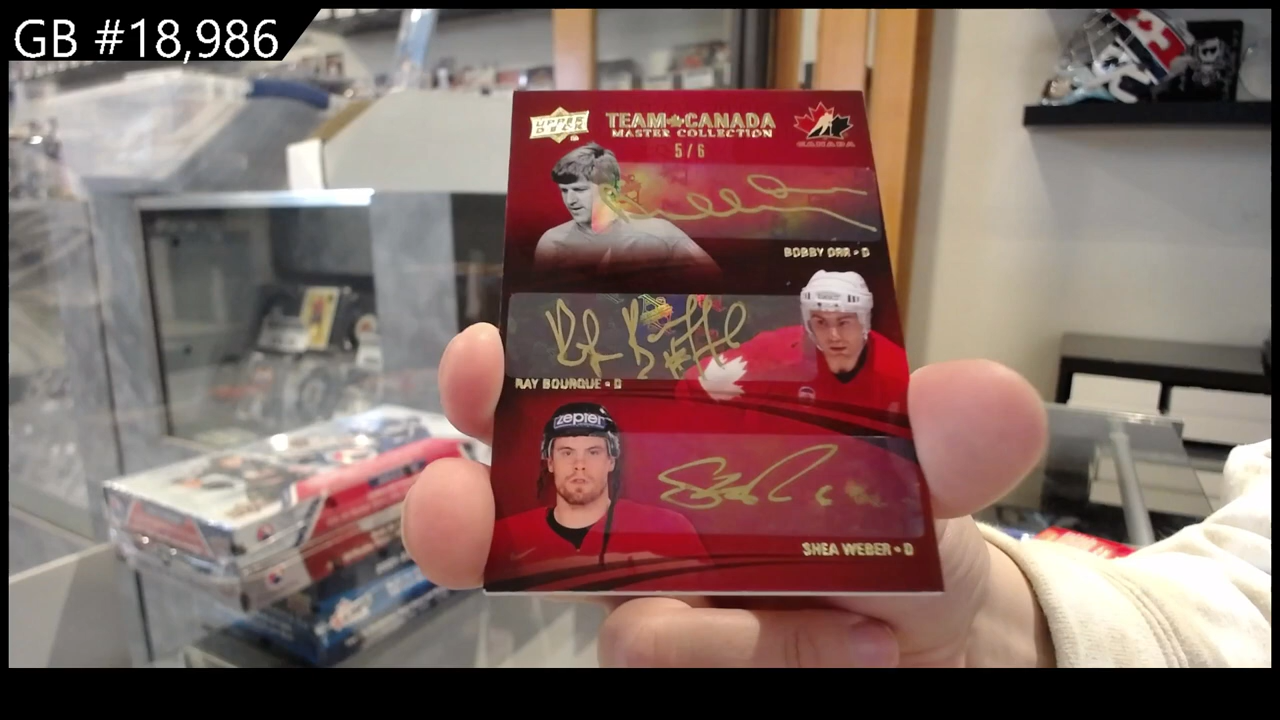 GB #18,986
UPPER DECK
TEAM CANADA
MASTER COLLECTION
CANADA
5/6
BOBBY ORR • D
RAY BOURQUE • D
zepter
SHEA WEBER • D